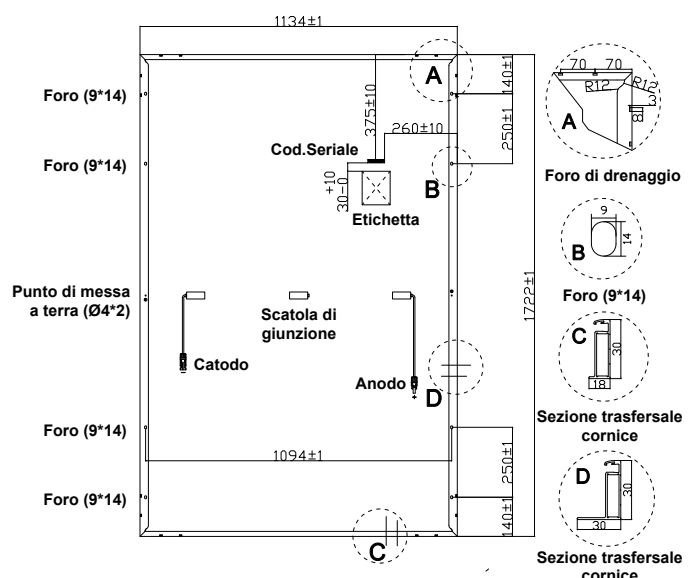 1134±1
A
140±1
375±10
250±1
260±10
Foro (9*14)
Cod.Seriale
Foro (9*14)
B
+10
30-0
Etichetta
1722±1
Punto di messa
a terra (Ø4*2)
Scatola di
giunzione
Catodo
Anodo
D
Foro (9*14)
1094±1
250±1
Foro (9*14)
140±1
C
70
70
R12
R12
3
8
A
Foro di drenaggio
9
14
B
Foro (9*14)
C
30
18
Sezione trasfersale
cornice
D
30
30
Sezione trasfersale
cornice